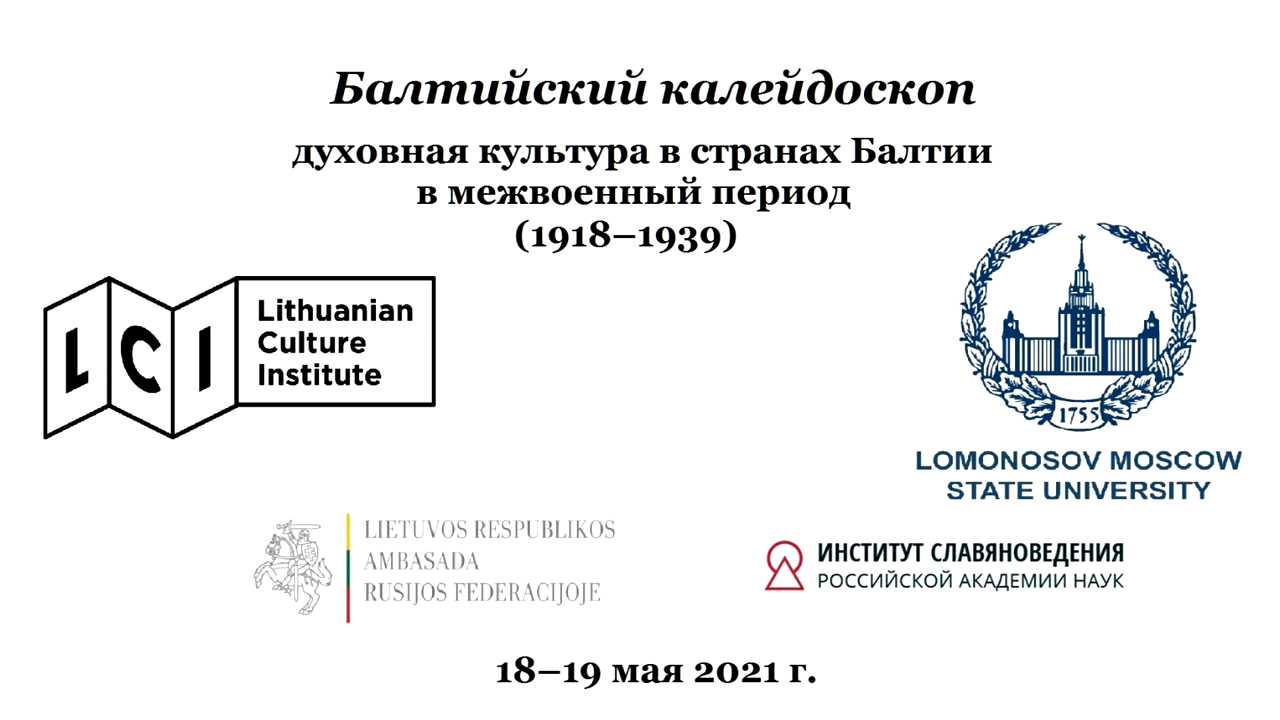 Балтийский калейдоскоп
духовная культура в странах Балтии
в межвоенный период
(1918–1939)
LCI
Lithuanian
Culture
Institute
1755
LOMONOSOV MOSCOW
STATE UNIVERSITY
LIETUVOS RESPUBLIKOS
AMBASADA
RUSIJOS FEDERACIJOJE
ИНСТИТУТ СЛАВЯНОВЕДЕНИЯ
РОССИЙСКОЙ АКАДЕМИИ НАУК
18–19 мая 2021 г.